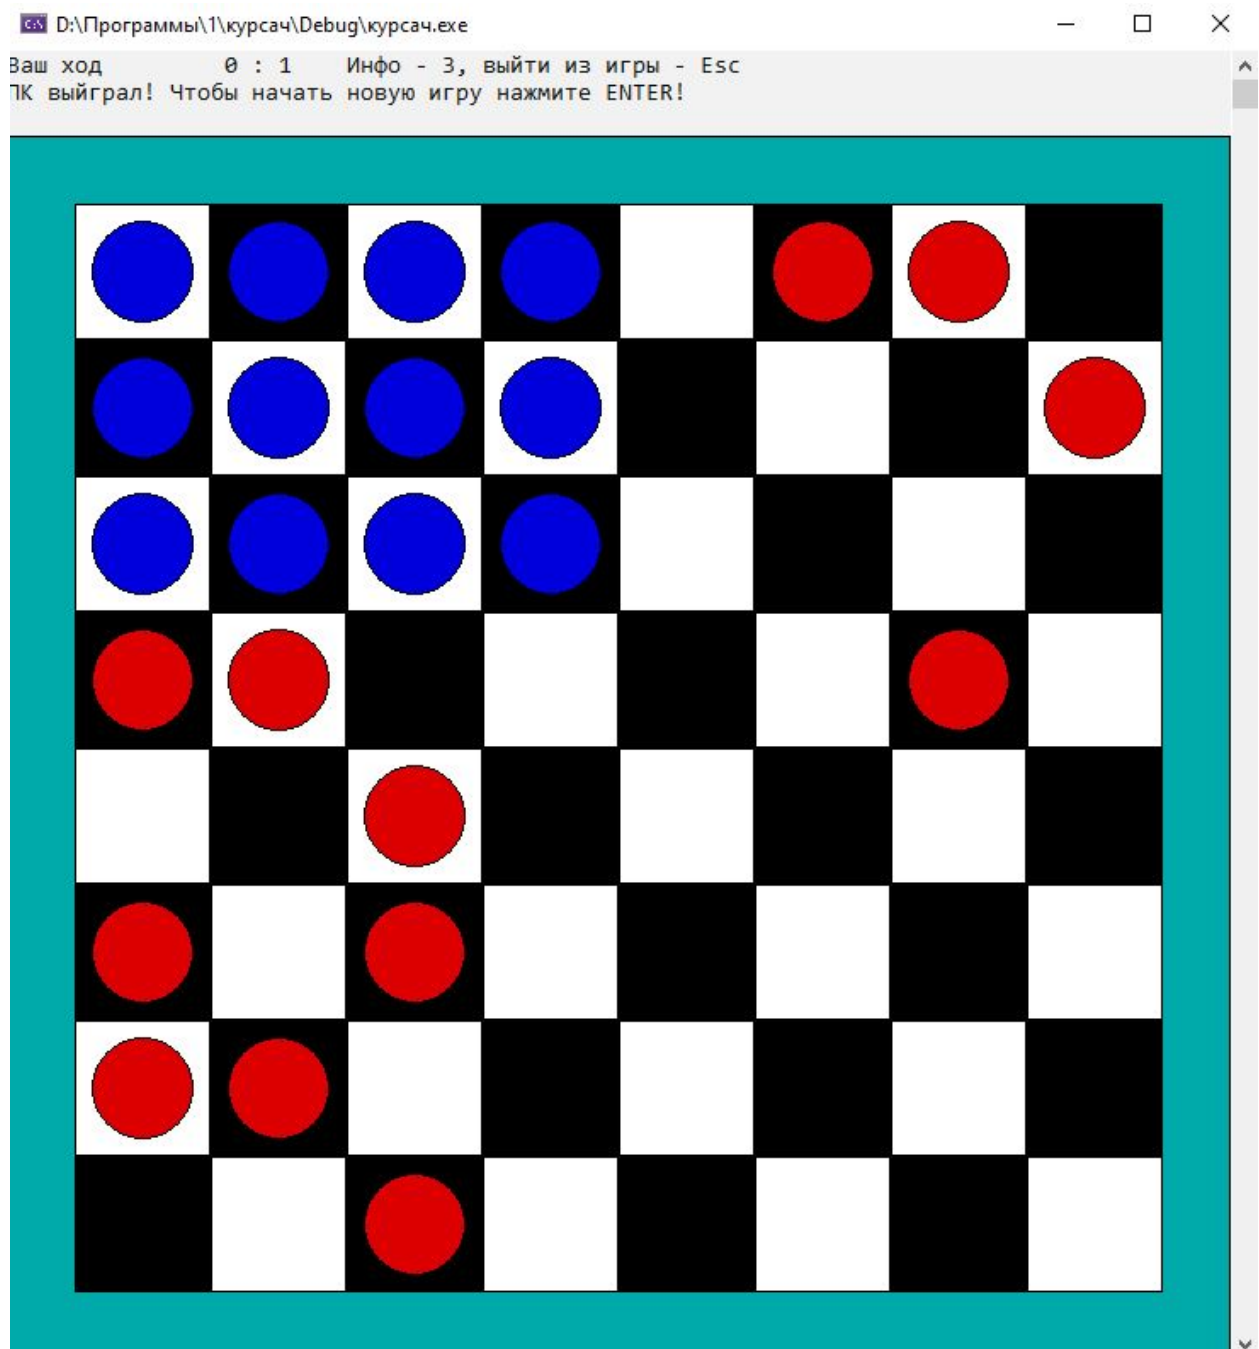 D:\Программы\1\курсач\Debug\курсач.exe
Ваш ход 0 : 1 Инфо - 3, выйти из игры - Esc
ПК выйграл! Чтобы начать новую игру нажмите ENTER!